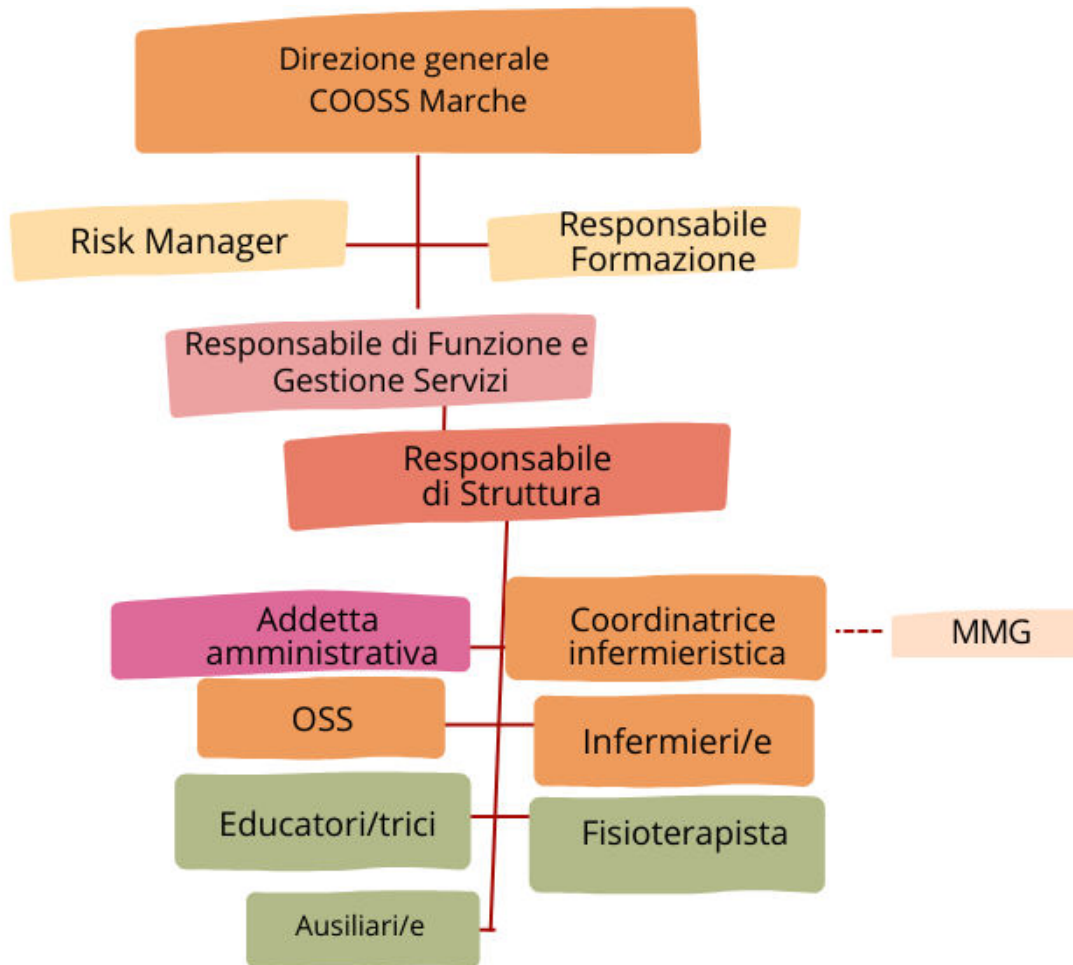 Direzione generale
COOSS Marche
Risk Manager
Responsabile
Formazione
Responsabile di Funzione e
Gestione Servizi
Responsabile
di Struttura
Addetta
amministrativa
Coordinatrice
infermieristica
MMG
OSS
Infermieri/e
Educatori/trici
Fisioterapista
Ausiliari/e